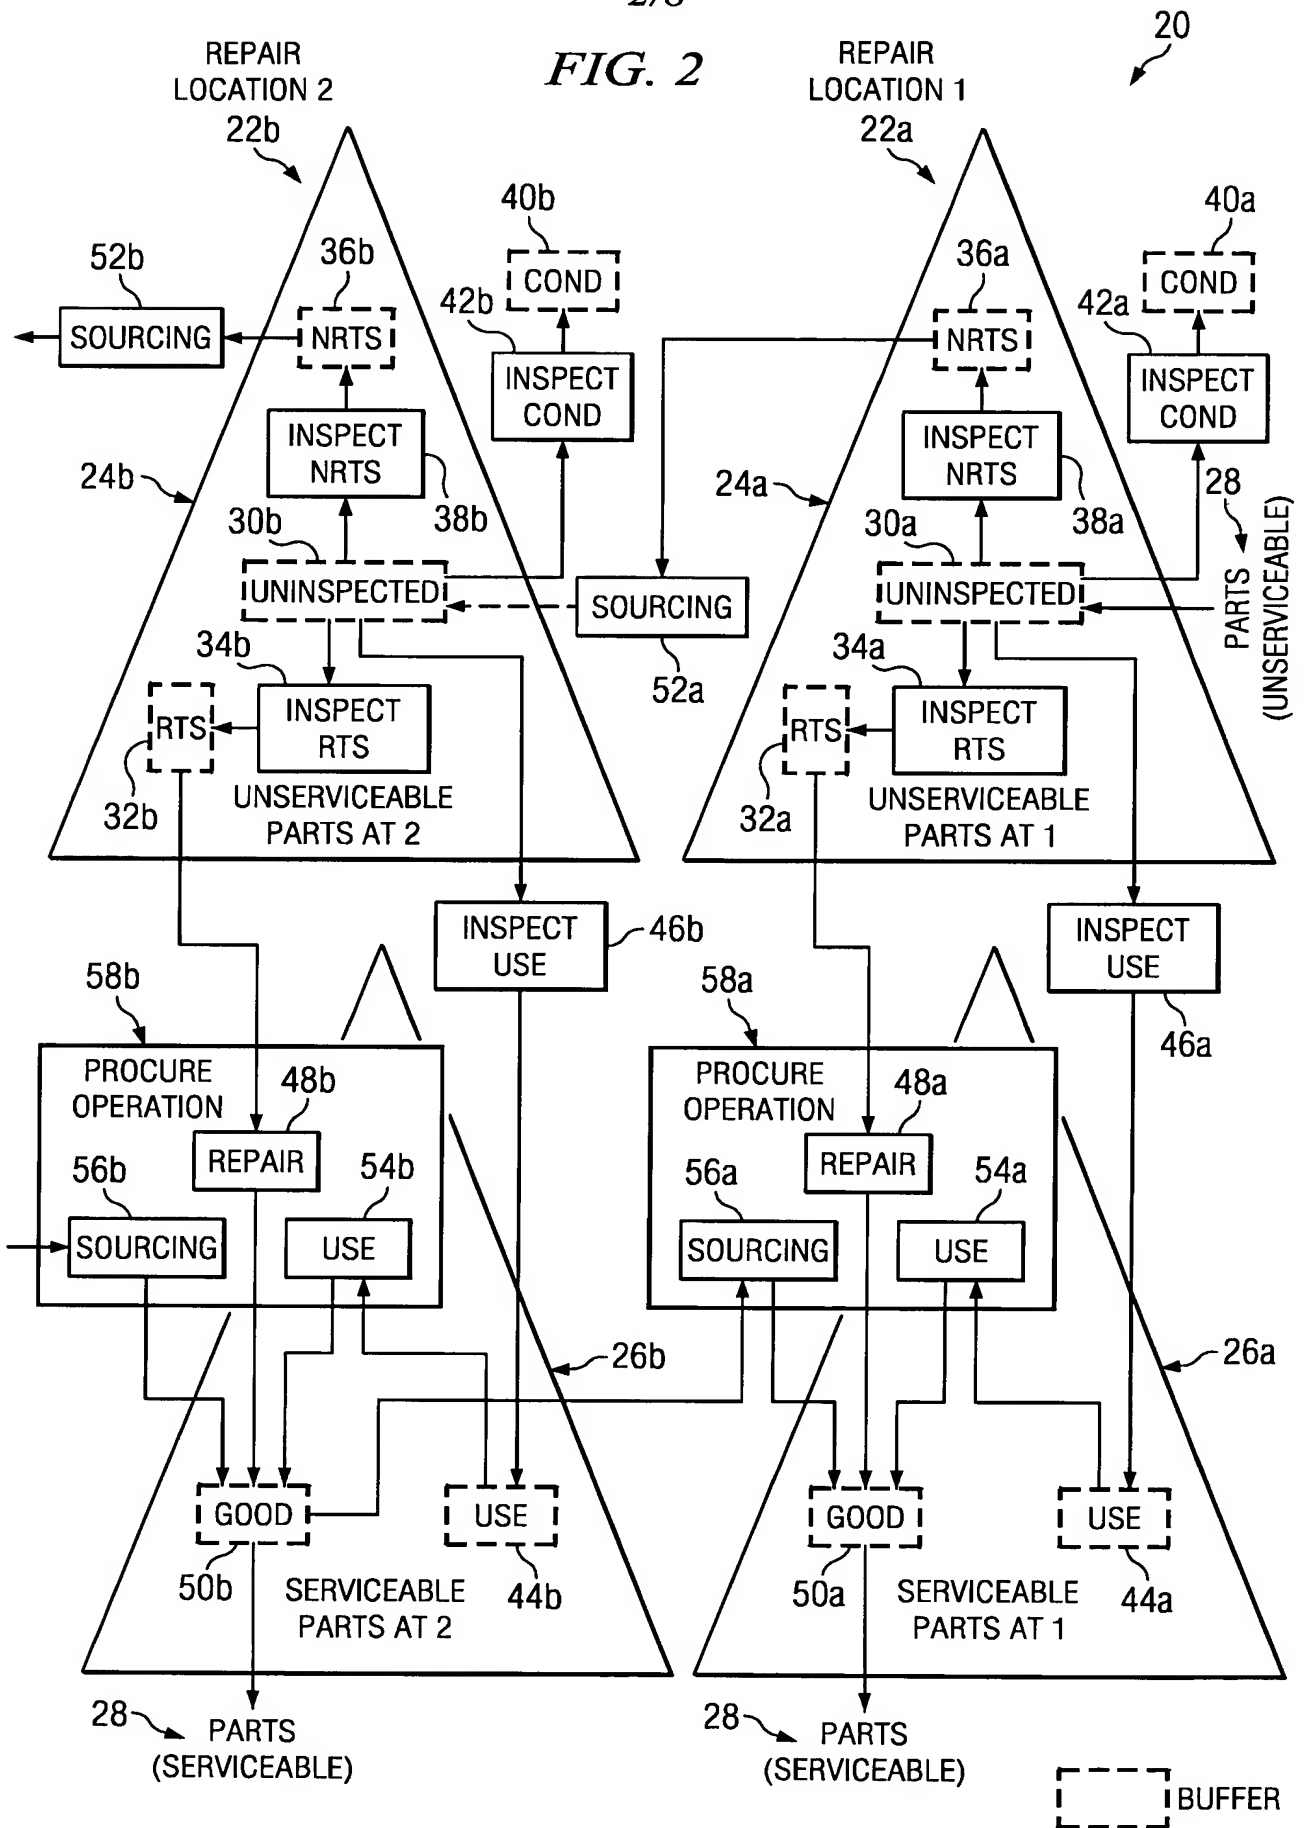 FIG. 2
20
REPAIR
LOCATION 2
22b
REPAIR
LOCATION 1
22a
40b
COND
42b
INSPECT
COND
52b
SOURCING
36b
NRTS
INSPECT
NRTS
38b
24b
30b
UNINSPECTED
34b
INSPECT
RTS
RTS
32b
UNSERVICEABLE
PARTS AT 2
40a
COND
42a
INSPECT
COND
36a
NRTS
INSPECT
NRTS
38a
24a
28
PARTS
(UNSERVICEABLE)
30a
UNINSPECTED
SOURCING
52a
34a
INSPECT
RTS
RTS
32a
UNSERVICEABLE
PARTS AT 1
INSPECT
USE
46b
INSPECT
USE
46a
58b
PROCURE
OPERATION
48b
REPAIR
56b
SOURCING
54b
USE
26b
GOOD
50b
USE
44b
SERVICEABLE
PARTS AT 2
28
PARTS
(SERVICEABLE)
58a
PROCURE
OPERATION
48a
REPAIR
56a
SOURCING
54a
USE
26a
GOOD
50a
USE
44a
SERVICEABLE
PARTS AT 1
28
PARTS
(SERVICEABLE)
BUFFER